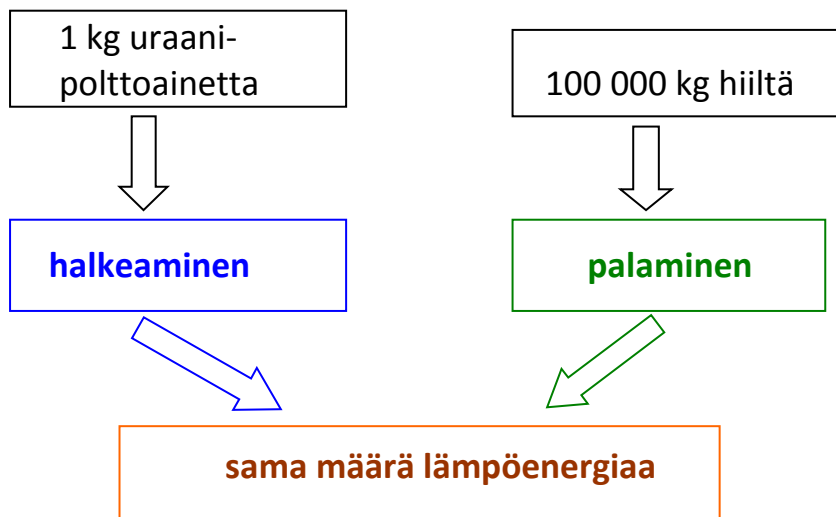 1 kg uraani-
polttoainetta
100 000 kg hiiltä
halkeaminen
palaminen
sama määrä lämpöenergiaa